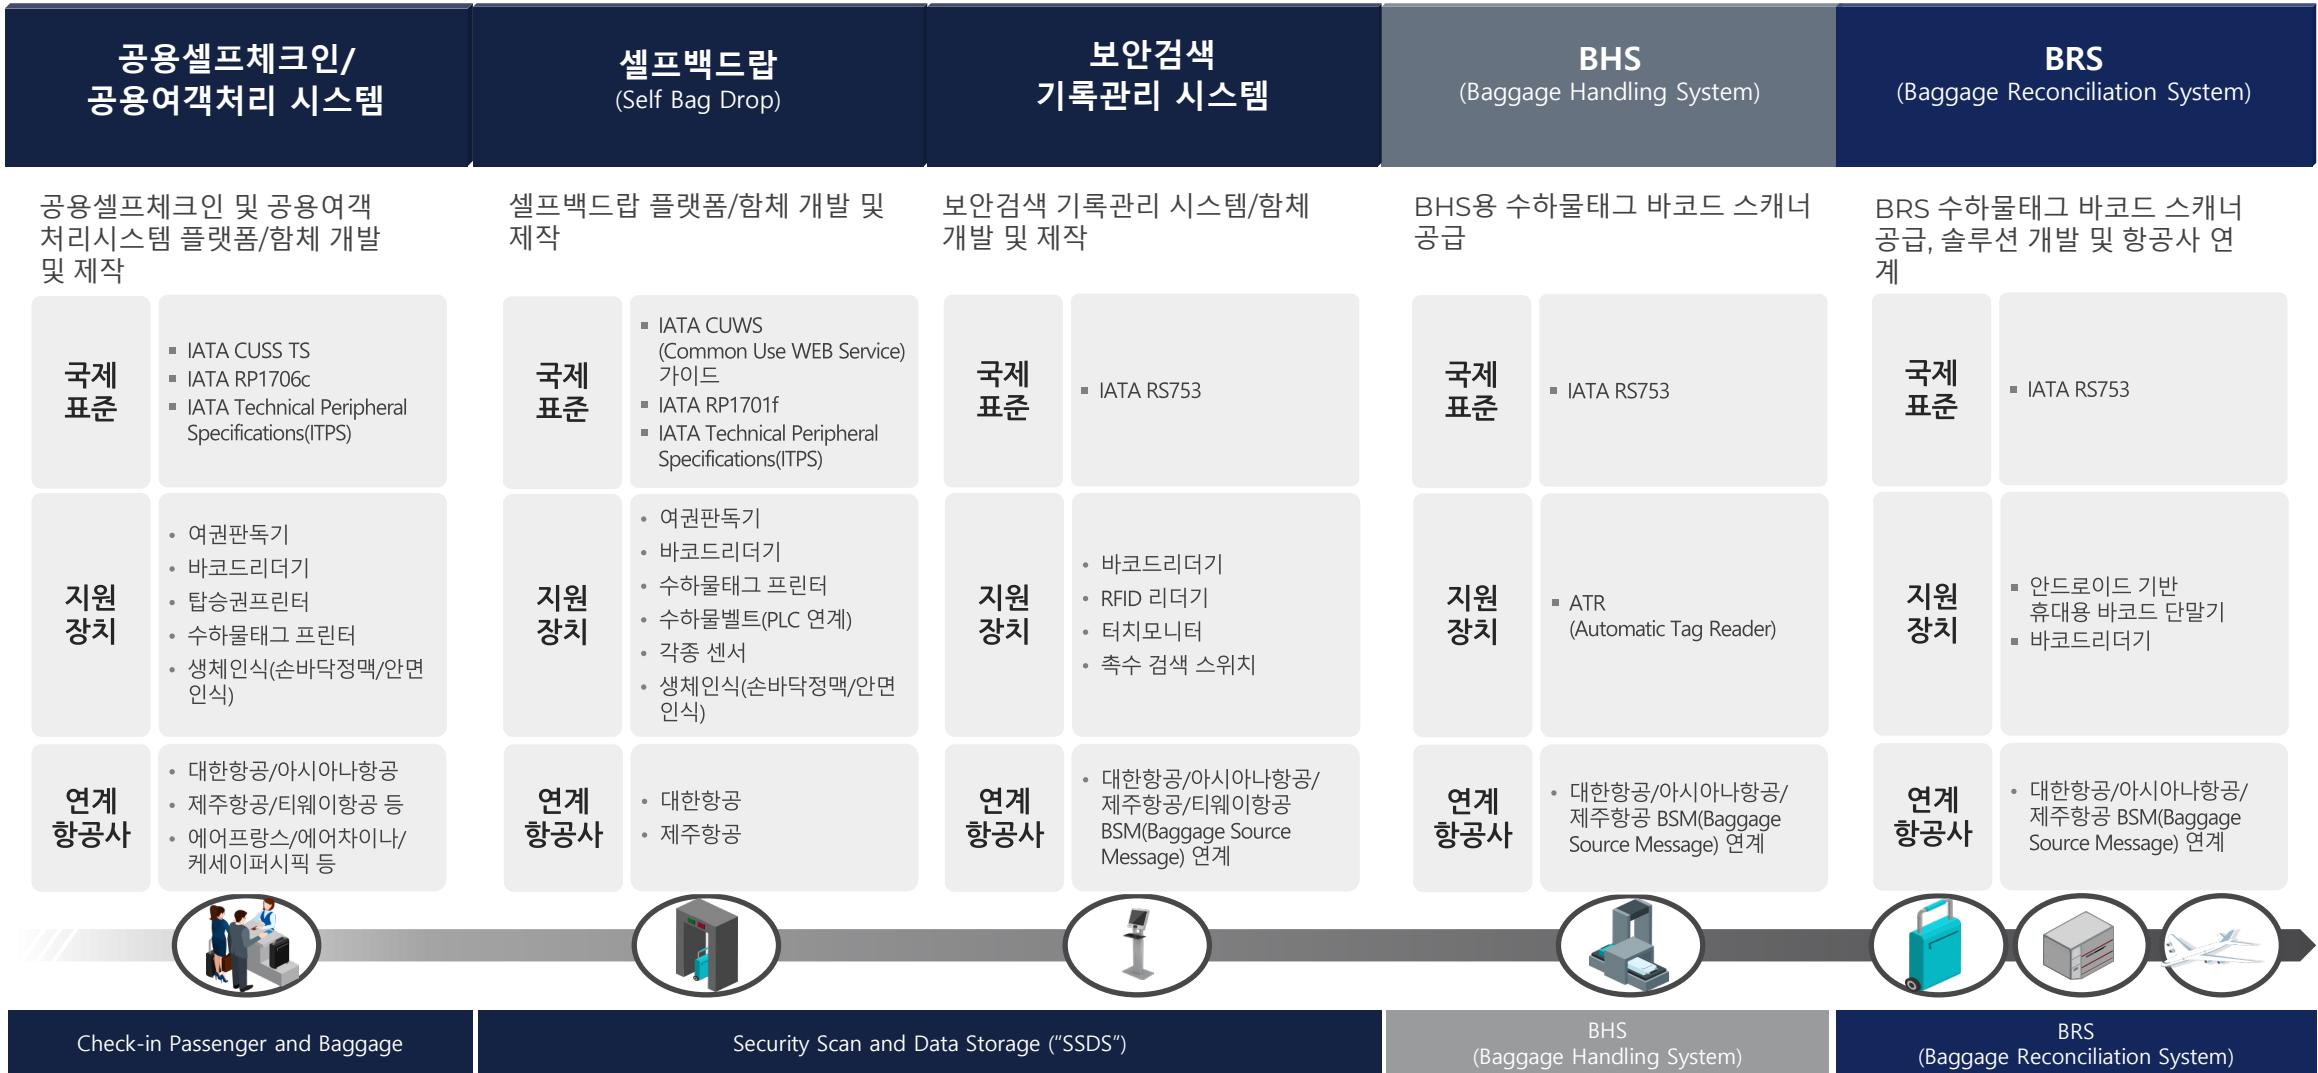 공용셀프체크인/
공용여객처리 시스템
공용셀프체크인 및 공용여객
처리시스템 플랫폼/함체 개발
및 제작
국제
표준
▪ IATA CUSS TS
▪ IATA RP1706c
▪ IATA Technical Peripheral
Specifications(ITPS)
지원
장치
• 여권판독기
• 바코드리더기
• 탑승권프린터
• 수하물태그 프린터
• 생체인식(손바닥정맥/안면
인식)
연계
항공사
• 대한항공/아시아나항공
• 제주항공/티웨이항공 등
• 에어프랑스/에어차이나/
케세이퍼시픽 등
셀프백드랍
(Self Bag Drop)
셀프백드랍 플랫폼/함체 개발 및
제작
국제
표준
▪ IATA CUWS
(Common Use WEB Service)
가이드
▪ IATA RP1701f
▪ IATA Technical Peripheral
Specifications(ITPS)
지원
장치
• 여권판독기
• 바코드리더기
• 수하물태그 프린터
• 수하물벨트(PLC 연계)
• 각종 센서
• 생체인식(손바닥정맥/안면
인식)
연계
항공사
• 대한항공
• 제주항공
보안검색
기록관리 시스템
보안검색 기록관리 시스템/함체
개발 및 제작
국제
표준
▪ IATA RS753
지원
장치
• 바코드리더기
• RFID 리더기
• 터치모니터
• 촉수 검색 스위치
연계
항공사
• 대한항공/아시아나항공/
제주항공/티웨이항공
BSM(Baggage Source
Message) 연계
BHS
(Baggage Handling System)
BHS용 수하물태그 바코드 스캐너
공급
국제
표준
▪ IATA RS753
지원
장치
▪ ATR
(Automatic Tag Reader)
연계
항공사
• 대한항공/아시아나항공/
제주항공 BSM(Baggage
Source Message) 연계
BRS
(Baggage Reconciliation System)
BRS 수하물태그 바코드 스캐너
공급, 솔루션 개발 및 항공사 연
계
국제
표준
▪ IATA RS753
지원
장치
▪ 안드로이드 기반
휴대용 바코드 단말기
▪ 바코드리더기
연계
항공사
• 대한항공/아시아나항공/
제주항공 BSM(Baggage
Source Message) 연계
Check-in Passenger and Baggage
Security Scan and Data Storage (“SSDS”)
BHS
(Baggage Handling System)
BRS
(Baggage Reconciliation System)